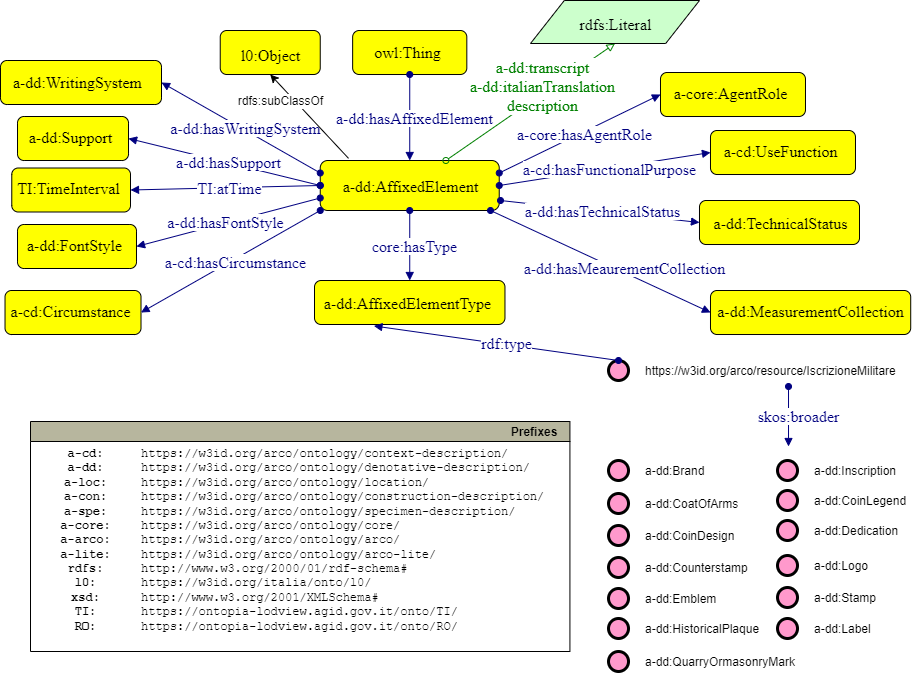 rdfs:Literal
l0:Object
owl:Thing
a-dd:WritingSystem
a-dd:transcript
a-dd:italianTranslation
description
a-core:AgentRole
rdfs:subClassOf
a-dd:hasAffixedElement
a-dd:hasWritingSystem
a-core:hasAgentRole
a-dd:Support
a-dd:hasSupport
a-cd:hasFunctionalPurpose
a-cd:UseFunction
TI:TimeInterval
TI:atTime
a-dd:AffixedElement
a-dd:hasFontStyle
a-dd:hasTechnicalStatus
a-dd:TechnicalStatus
a-dd:FontStyle
core:hasType
a-cd:hasCircumstance
a-dd:hasMeaurementCollection
a-cd:Circumstance
a-dd:AffixedElementType
a-dd:MeasurementCollection
rdf:type
https://w3id.org/arco/resource/IscrizioneMilitare
skos:broader
Prefixes
a-cd: https://w3id.org/arco/ontology/context-description/
a-dd: https://w3id.org/arco/ontology/denotative-description/
a-loc: https://w3id.org/arco/ontology/location/
a-con: https://w3id.org/arco/ontology/construction-description/
a-spe: https://w3id.org/arco/ontology/specimen-description/
a-core: https://w3id.org/arco/ontology/core/
a-arco: https://w3id.org/arco/ontology/arco/
a-lite: https://w3id.org/arco/ontology/arco-lite/
rdfs: http://www.w3.org/2000/01/rdf-schema#
l0: https://w3id.org/italia/onto/l0/
xsd: http://www.w3.org/2001/XMLSchema#
TI: https://ontopia-lodview.agid.gov.it/onto/TI/
RO: https://ontopia-lodview.agid.gov.it/onto/RO/
a-dd:Brand
a-dd:Inscription
a-dd:CoatOfArms
a-dd:CoinLegend
a-dd:CoinDesign
a-dd:Dedication
a-dd:Counterstamp
a-dd:Logo
a-dd:Emblem
a-dd:Stamp
a-dd:HistoricalPlaque
a-dd:Label
a-dd:QuarryOrmasonryMark